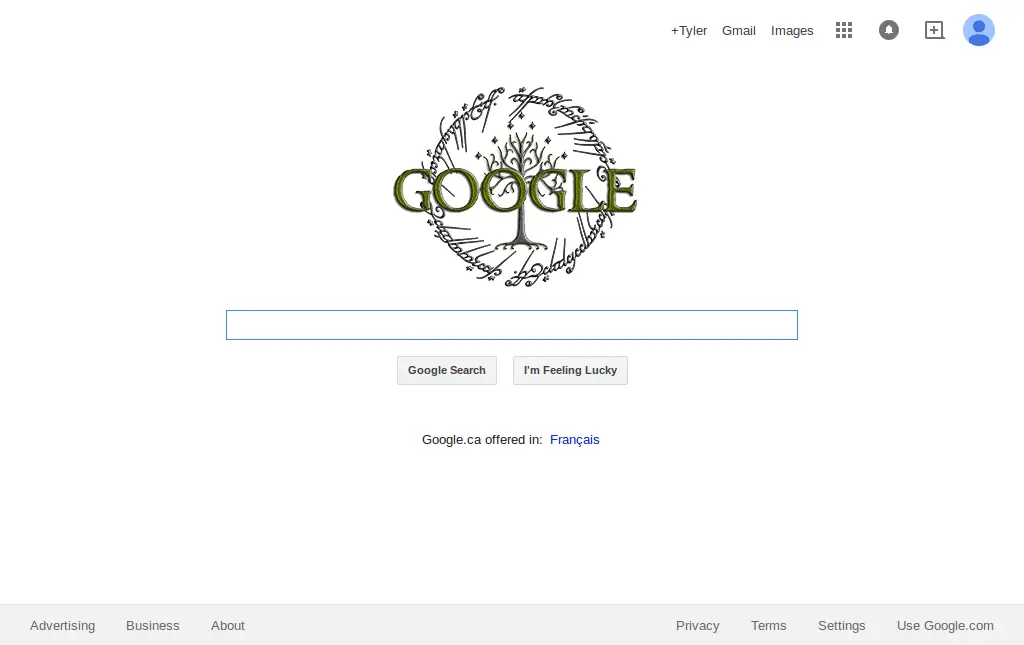 +Tyler Gmail Images
GOOGLE
Google Search I'm Feeling Lucky
Google.ca offered in: Français
Advertising Business About Privacy Terms Settings Use Google.com